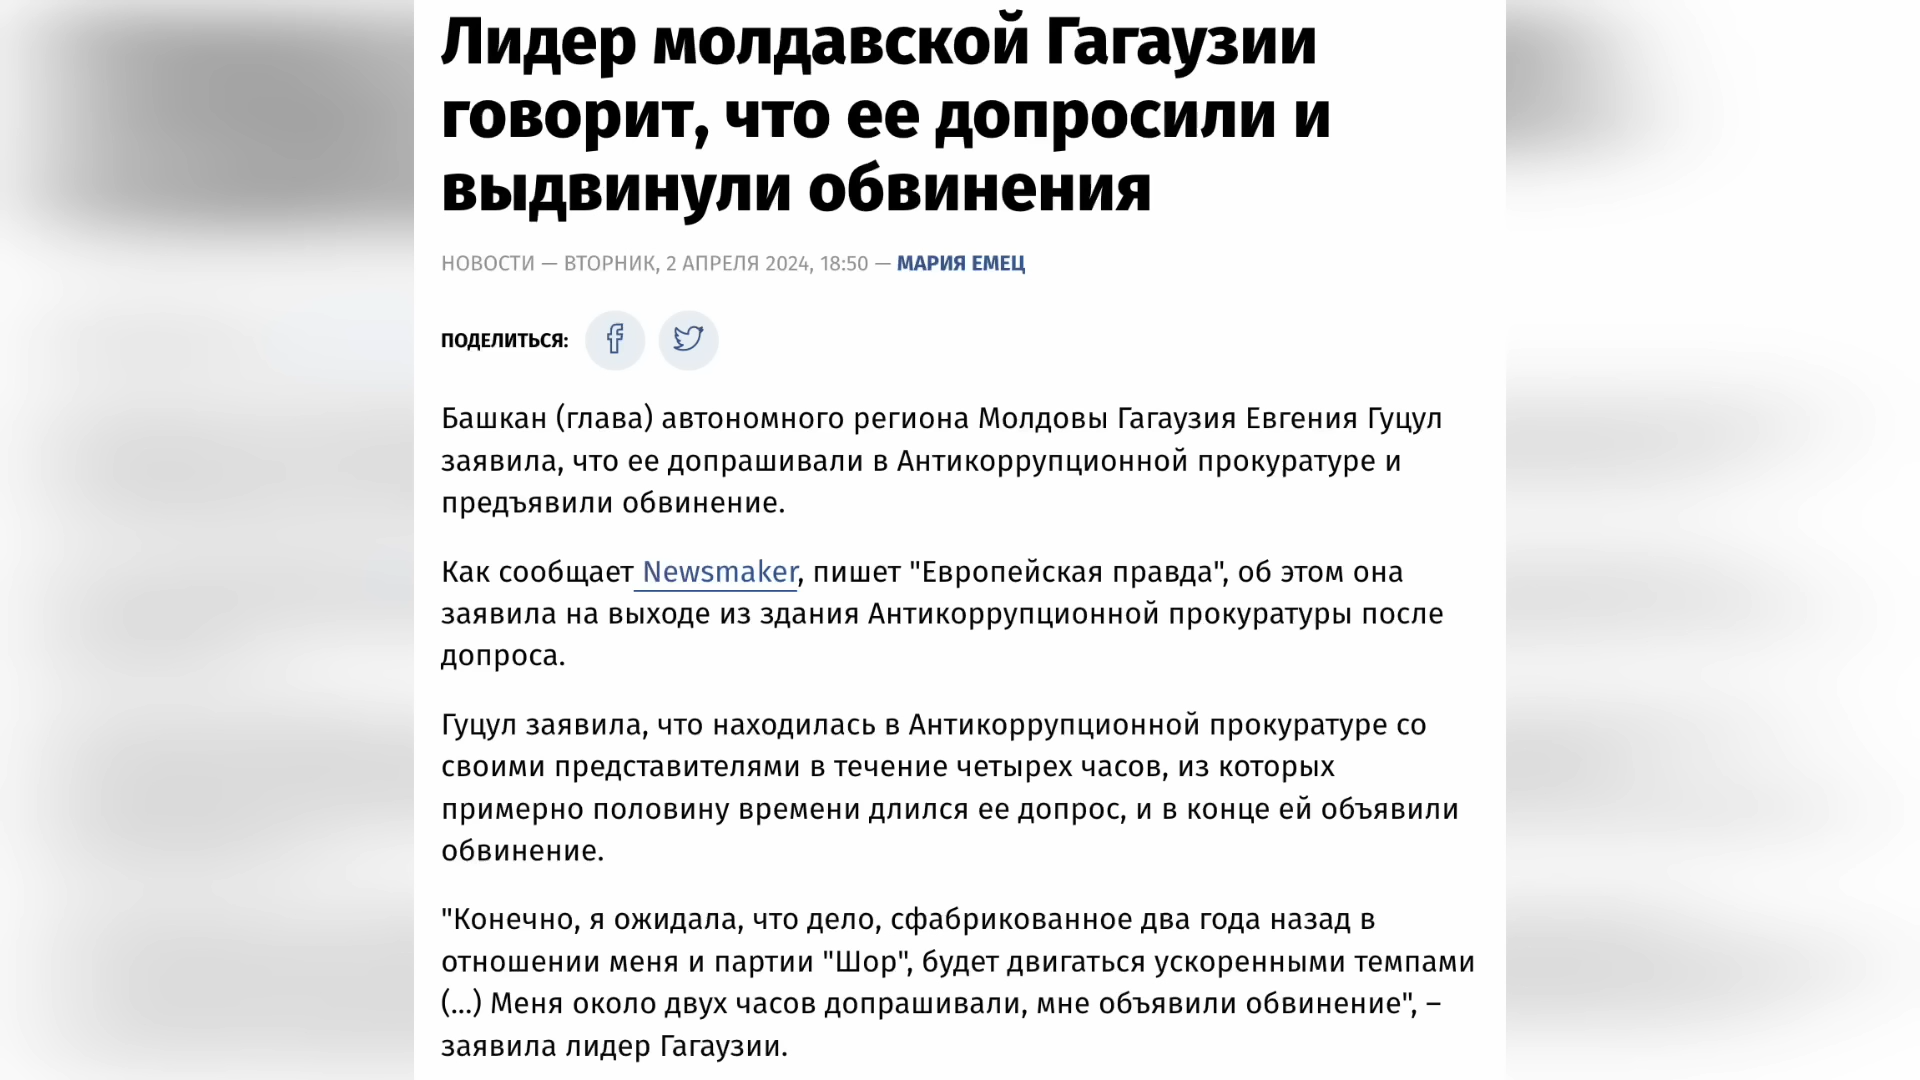 Лидер молдавской Гагаузии
говорит, что ее допросили и
выдвинули обвинения
НОВОСТИ — ВТОРНИК, 2 АПРЕЛЯ 2024, 18:50 — МАРИЯ ЕМЕЦ
ПОДЕЛИТЬСЯ:
Башкан (глава) автономного региона Молдовы Гагаузия Евгения Гуцул
заявила, что ее допрашивали в Антикоррупционной прокуратуре и
предъявили обвинение.
Как сообщает Newsmaker, пишет "Европейская правда", об этом она
заявила на выходе из здания Антикоррупционной прокуратуры после
допроса.
Гуцул заявила, что находилась в Антикоррупционной прокуратуре со
своими представителями в течение четырех часов, из которых
примерно половину времени длился ее допрос, и в конце ей объявили
обвинение.
"Конечно, я ожидала, что дело, сфабрикованное два года назад в
отношении меня и партии "Шор", будет двигаться ускоренными темпами
(...) Меня около двух часов допрашивали, мне объявили обвинение", –
заявила лидер Гагаузии.